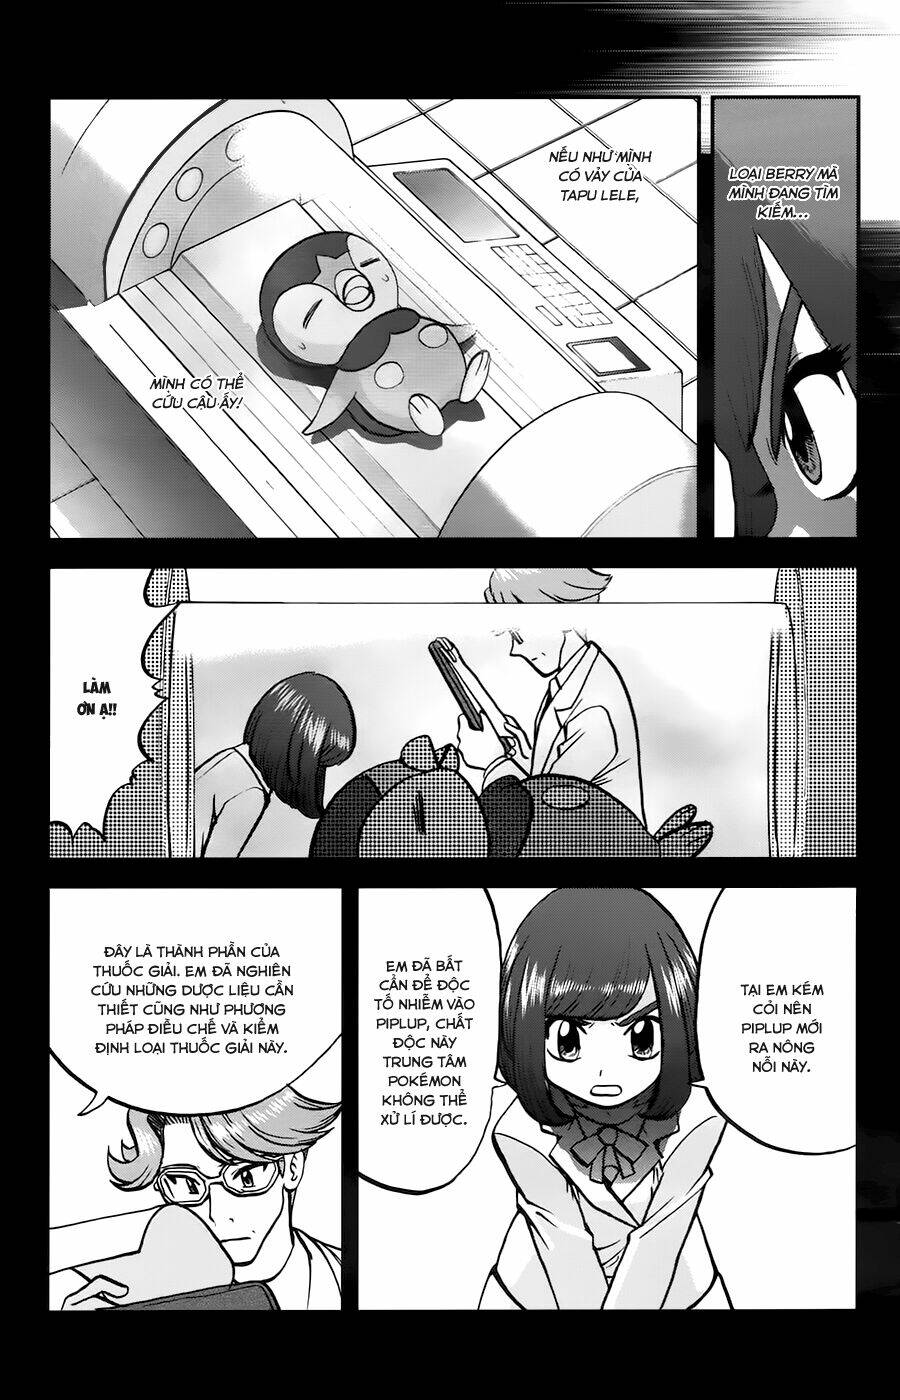 LOẠI BERRY MÀ
MÌNH ĐANG TÌM
KIẾM...
NẾU NHƯ MÌNH
CÓ VẢY CỦA
TAPU LELE,
MÌNH CÓ THỂ
CỨU CẬU ẤY!
LÀM
ƠN Ạ!!
TẠI EM KÉM
CỎI NÊN
PIPLUP MỚI
RA NÔNG
NỖI NÀY.
EM ĐÃ BẤT
CẨN ĐỂ ĐỘC
TỐ NHIỄM VÀO
PIPLUP, CHẤT
ĐỘC NÀY
TRUNG TÂM
POKÉMON
KHÔNG THỂ
XỬ LÍ ĐƯỢC.
ĐÂY LÀ THÀNH PHẦN CỦA
THUỐC GIẢI. EM ĐÃ NGHIÊN
CỨU NHỮNG DƯỢC LIỆU CẦN
THIẾT CŨNG NHƯ PHƯƠNG
PHÁP ĐIỀU CHẾ VÀ KIỂM
ĐỊNH LOẠI THUỐC GIẢI NÀY.